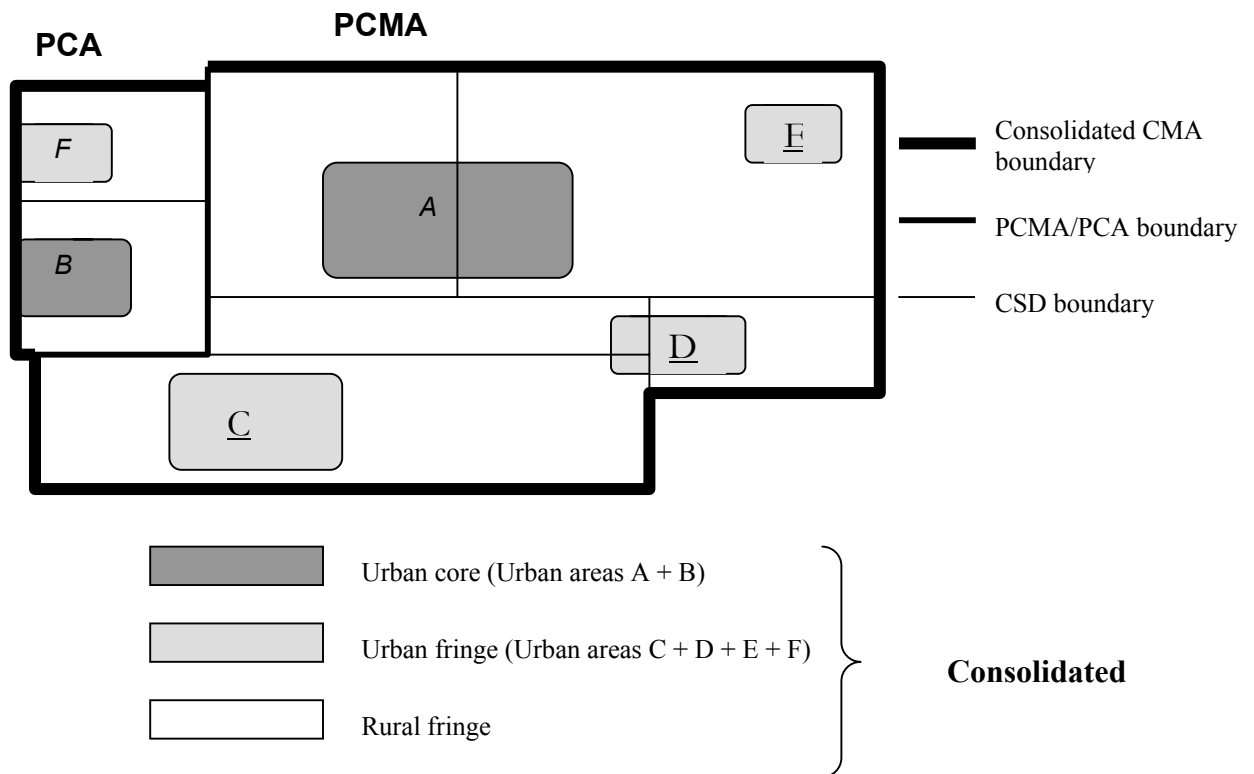 PCA
PCMA
F
E
A
B
D
C
Consolidated CMA
boundary
PCMA/PCA boundary
CSD boundary
Urban core (Urban areas A + B)
Urban fringe (Urban areas C + D + E + F)
Rural fringe
Consolidated